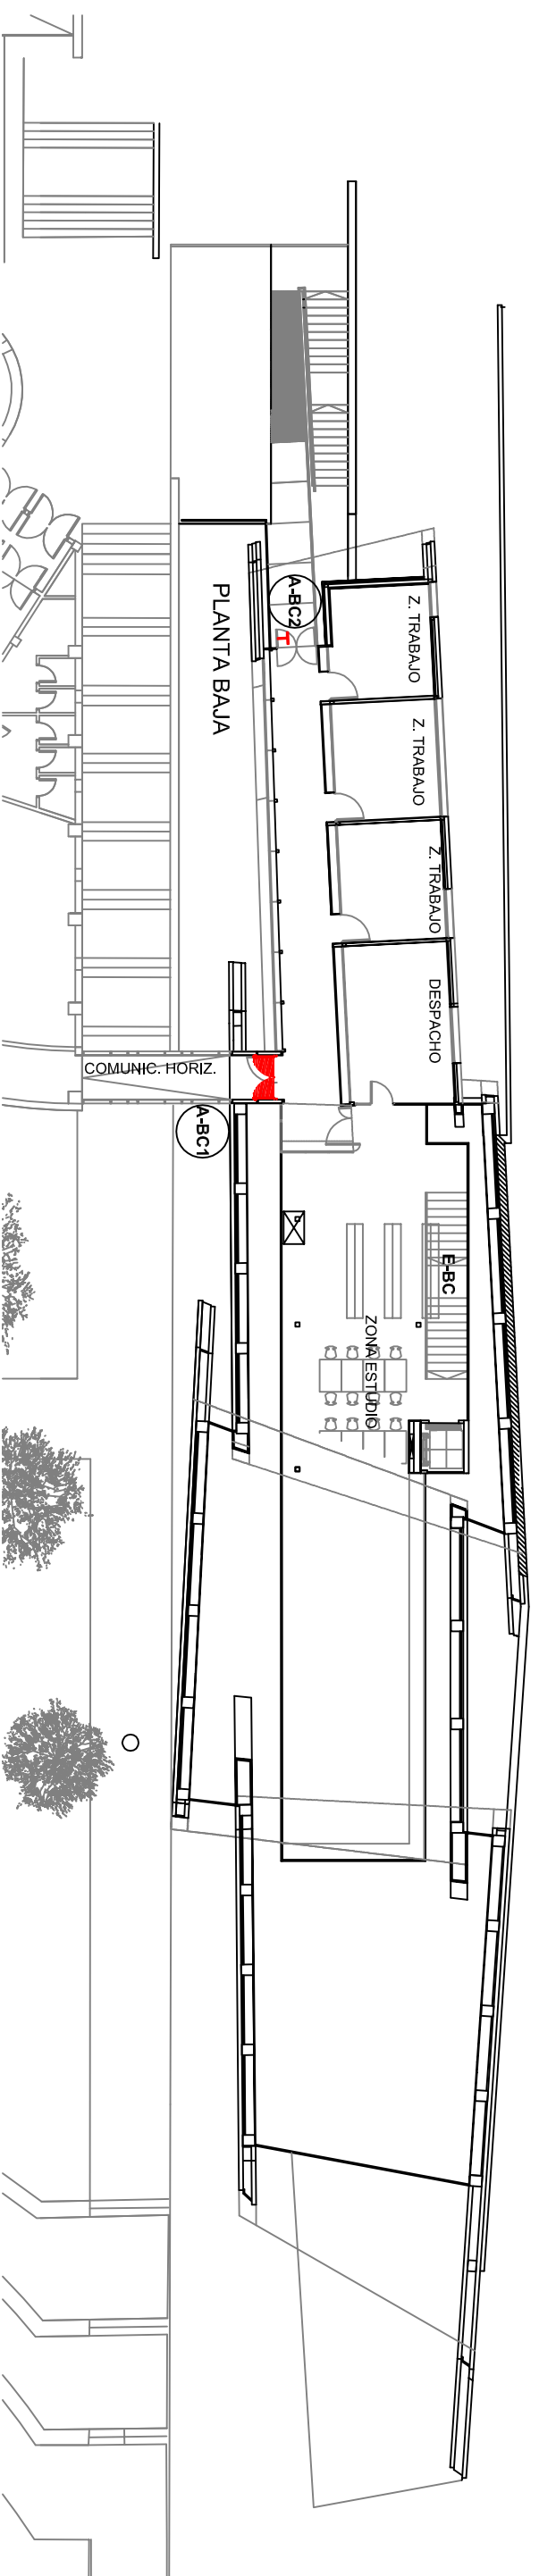 PLANTA BAJA
A-BC2
T
Z. TRABAJO
Z. TRABAJO
Z. TRABAJO
DESPACHO
COMUNIC. HORIZ.
A-BC1
E-BC
ZONA ESTUDIO